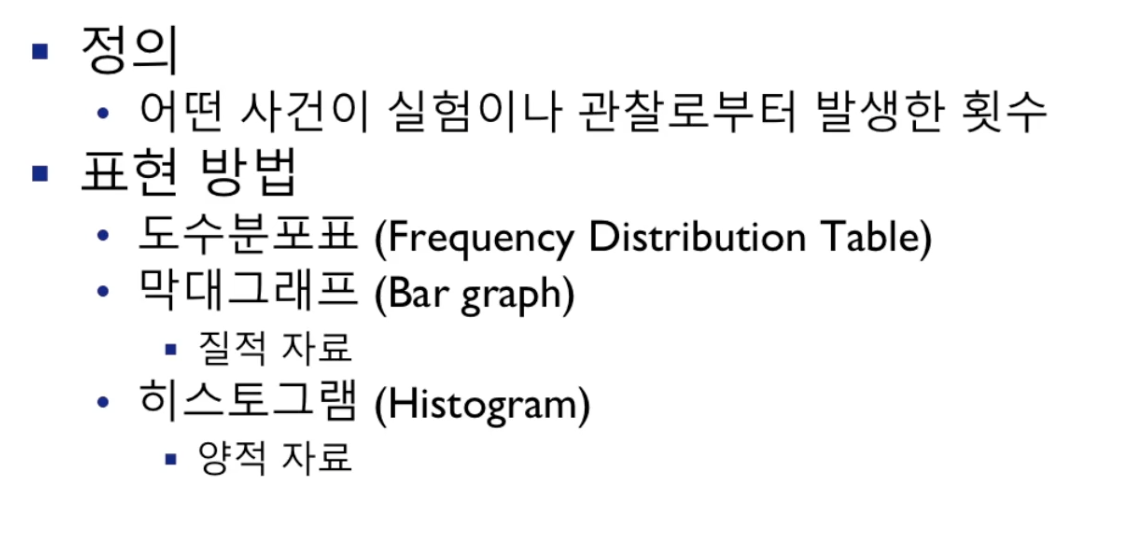 정의
어떤 사건이 실험이나 관찰로부터 발생한 횟수
표현 방법
도수분포표 (Frequency Distribution Table)
막대그래프 (Bar graph)
질적 자료
히스토그램 (Histogram)
양적 자료